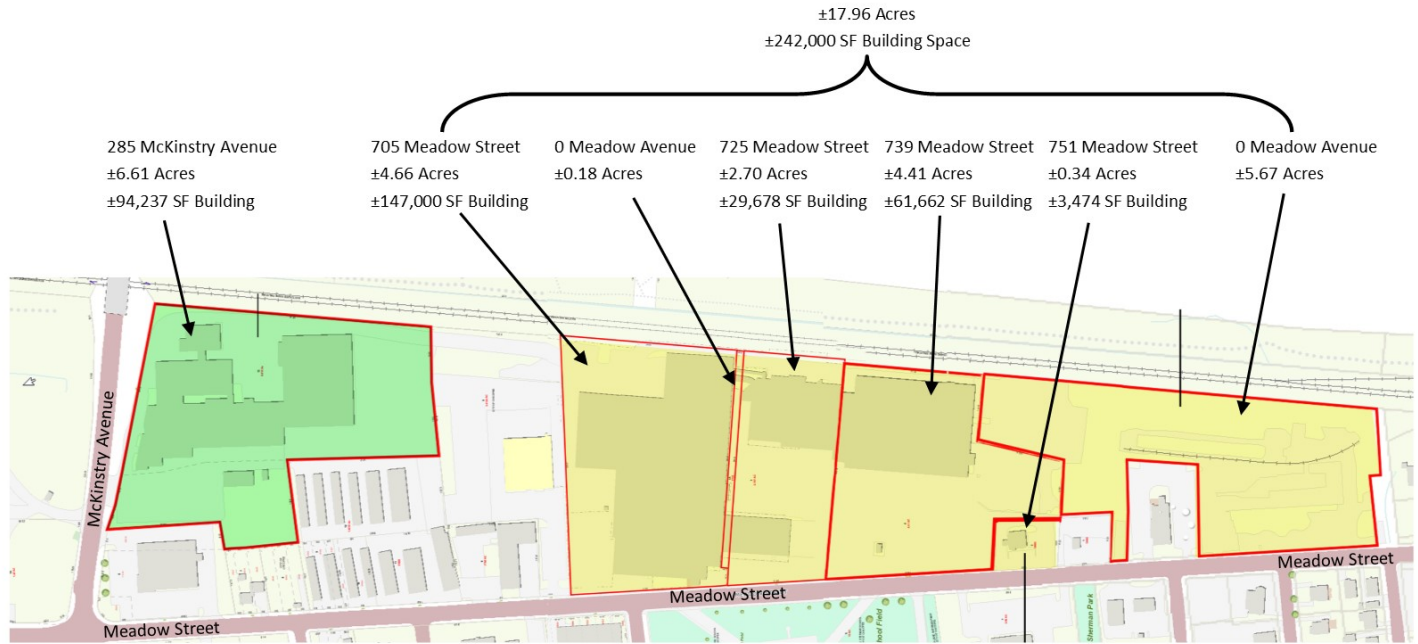 ±17.96 Acres
±242,000 SF Building Space
285 McKinstry Avenue
±6.61 Acres
±94,237 SF Building
705 Meadow Street
±4.66 Acres
±147,000 SF Building
0 Meadow Avenue
±0.18 Acres
725 Meadow Street
±2.70 Acres
±29,678 SF Building
739 Meadow Street
±4.41 Acres
±61,662 SF Building
751 Meadow Street
±0.34 Acres
±3,474 SF Building
0 Meadow Avenue
±5.67 Acres
McKinstry Avenue
Meadow Street
Meadow Street
Meadow Street
hool Field
Sherman Park